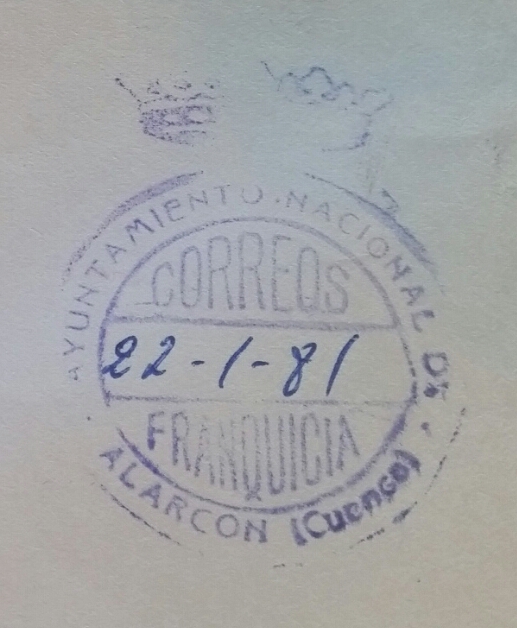 AYUNTAMIENTO.NACIONAL DE
CORREOS
22-1-81
FRANQUICIA
ALARCON (Cuenca)